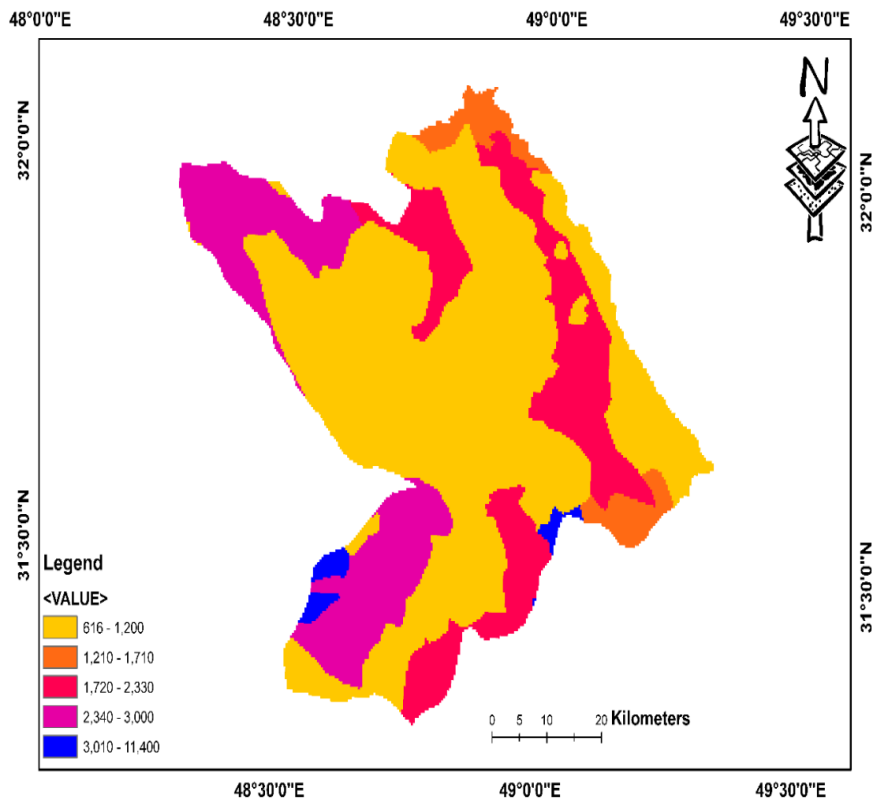 48°0'0"E 48°30'0"E 49°0'0"E 49°30'0"E
N
32°0'0"N
32°0'0"N
31°30'0"N
31°30'0"N
Legend
<VALUE>
616 - 1,200
1,210 - 1,710
1,720 - 2,330
2,340 - 3,000
3,010 - 11,400
0 5 10 20 Kilometers
48°30'0"E 49°0'0"E 49°30'0"E